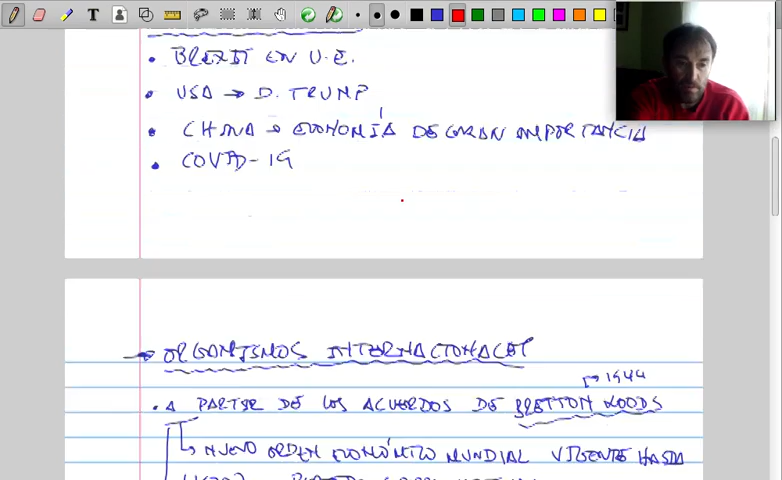 • BREXIT EN U.E.
• USA → D. TRUMP
• CHINA → ECONOMÍA DE GRAN IMPORTANCIA
• COVID-19
→ ORGANISMOS INTERNACIONALES
→ 1944
• A PARTIR DE LOS ACUERDOS DE BRETTON WOODS
↳ NUEVO ORDEN ECONÓMICO MUNDIAL VIGENTE HASTA